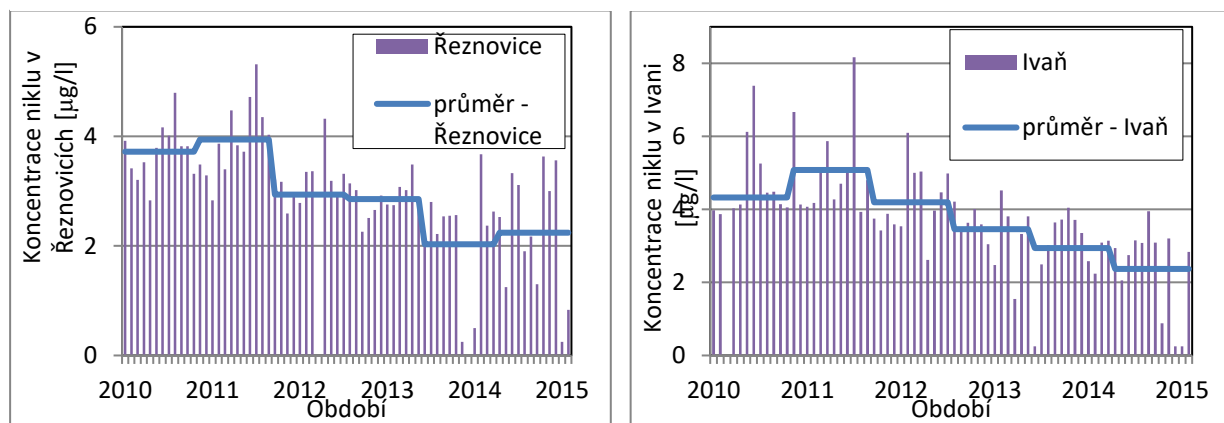 Koncentrace niklu v
Řeznovicích [µg/l]
6
4
2
0
Řeznovice
průměr -
Řeznovice
2010 2011 2012 2013 2014 2015
Období
Koncentrace niklu v Ivani
[µg/l]
8
6
4
2
0
Ivaň
průměr - Ivaň
2010 2011 2012 2013 2014 2015
Období